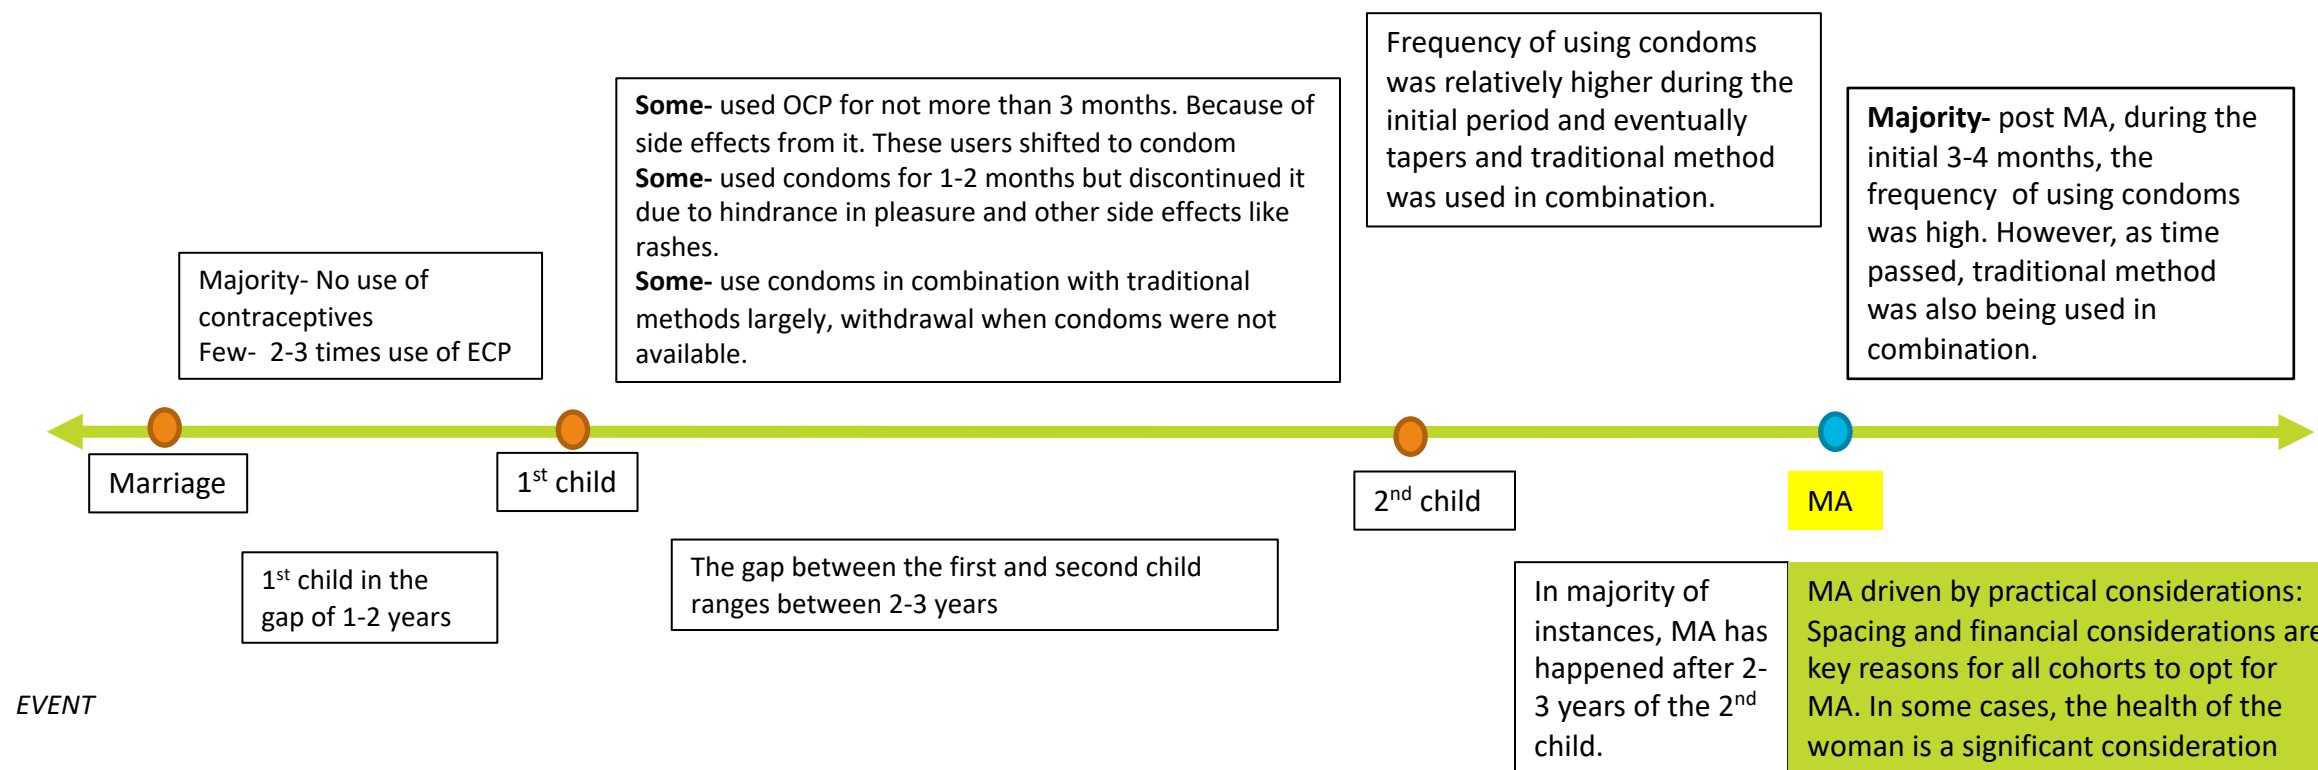 Frequency of using condoms
was relatively higher during the
initial period and eventually
tapers and traditional method
was used in combination.
Some- used OCP for not more than 3 months. Because of
side effects from it. These users shifted to condom
Some- used condoms for 1-2 months but discontinued it
due to hindrance in pleasure and other side effects like
rashes.
Some- use condoms in combination with traditional
methods largely, withdrawal when condoms were not
available.
Majority- post MA, during the
initial 3-4 months, the
frequency of using condoms
was high. However, as time
passed, traditional method
was also being used in
combination.
Majority- No use of
contraceptives
Few- 2-3 times use of ECP
Marriage
1st child
2nd child
MA
1st child in the
gap of 1-2 years
The gap between the first and second child
ranges between 2-3 years
In majority of
instances, MA has
happened after 2-
3 years of the 2nd
child.
MA driven by practical considerations:
Spacing and financial considerations are
key reasons for all cohorts to opt for
MA. In some cases, the health of the
woman is a significant consideration
EVENT